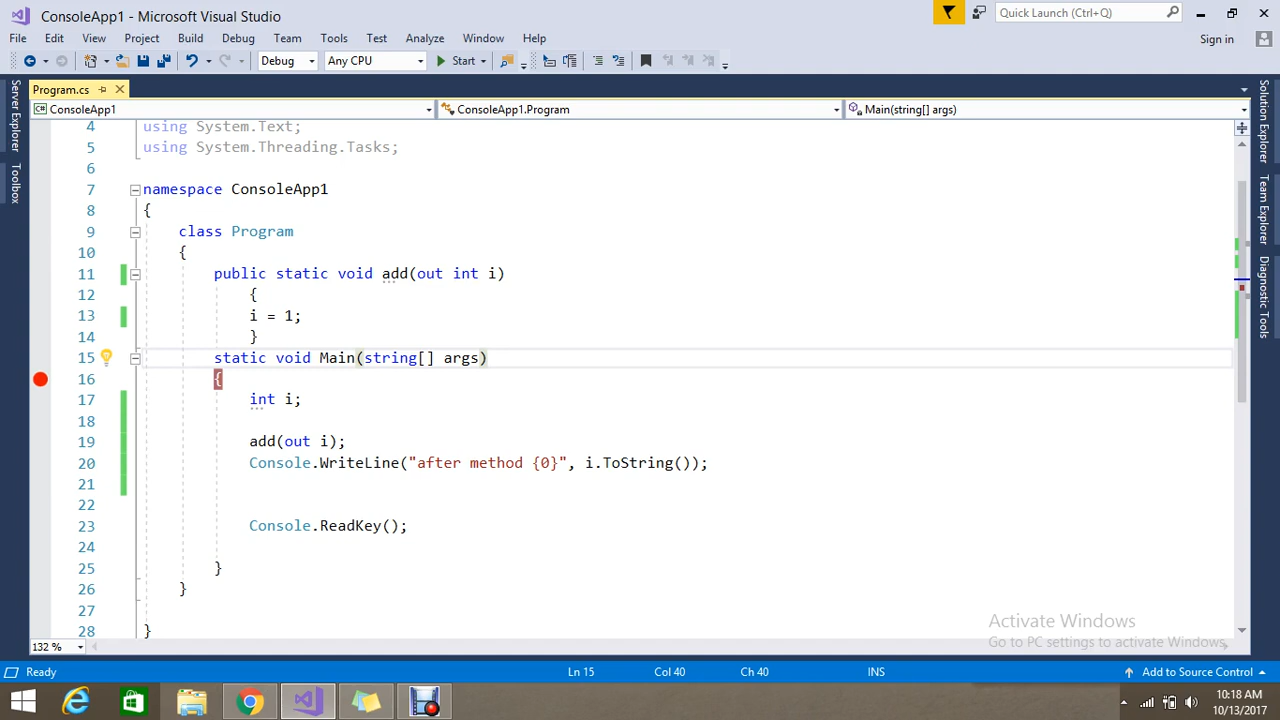 ConsoleApp1 - Microsoft Visual Studio
Quick Launch (Ctrl+Q)
File Edit View Project Build Debug Team Tools Test Analyze Window Help
Sign in
Debug Any CPU Start
Program.cs
ConsoleApp1 ConsoleApp1.Program Main(string[] args)
Server Explorer
Toolbox
Solution Explorer
Team Explorer
Diagnostic Tools
4 using System.Text;
5 using System.Threading.Tasks;
6
7 namespace ConsoleApp1
8 {
9 class Program
10 {
11 public static void add(out int i)
12 {
13 i = 1;
14 }
15 static void Main(string[] args)
16 {
17 int i;
18
19 add(out i);
20 Console.WriteLine("after method {0}", i.ToString());
21
22
23 Console.ReadKey();
24
25 }
26 }
27
28 }
Activate Windows
Go to PC settings to activate Windows.
132 %
Ready Ln 15 Col 40 Ch 40 INS Add to Source Control
10:18 AM
10/13/2017